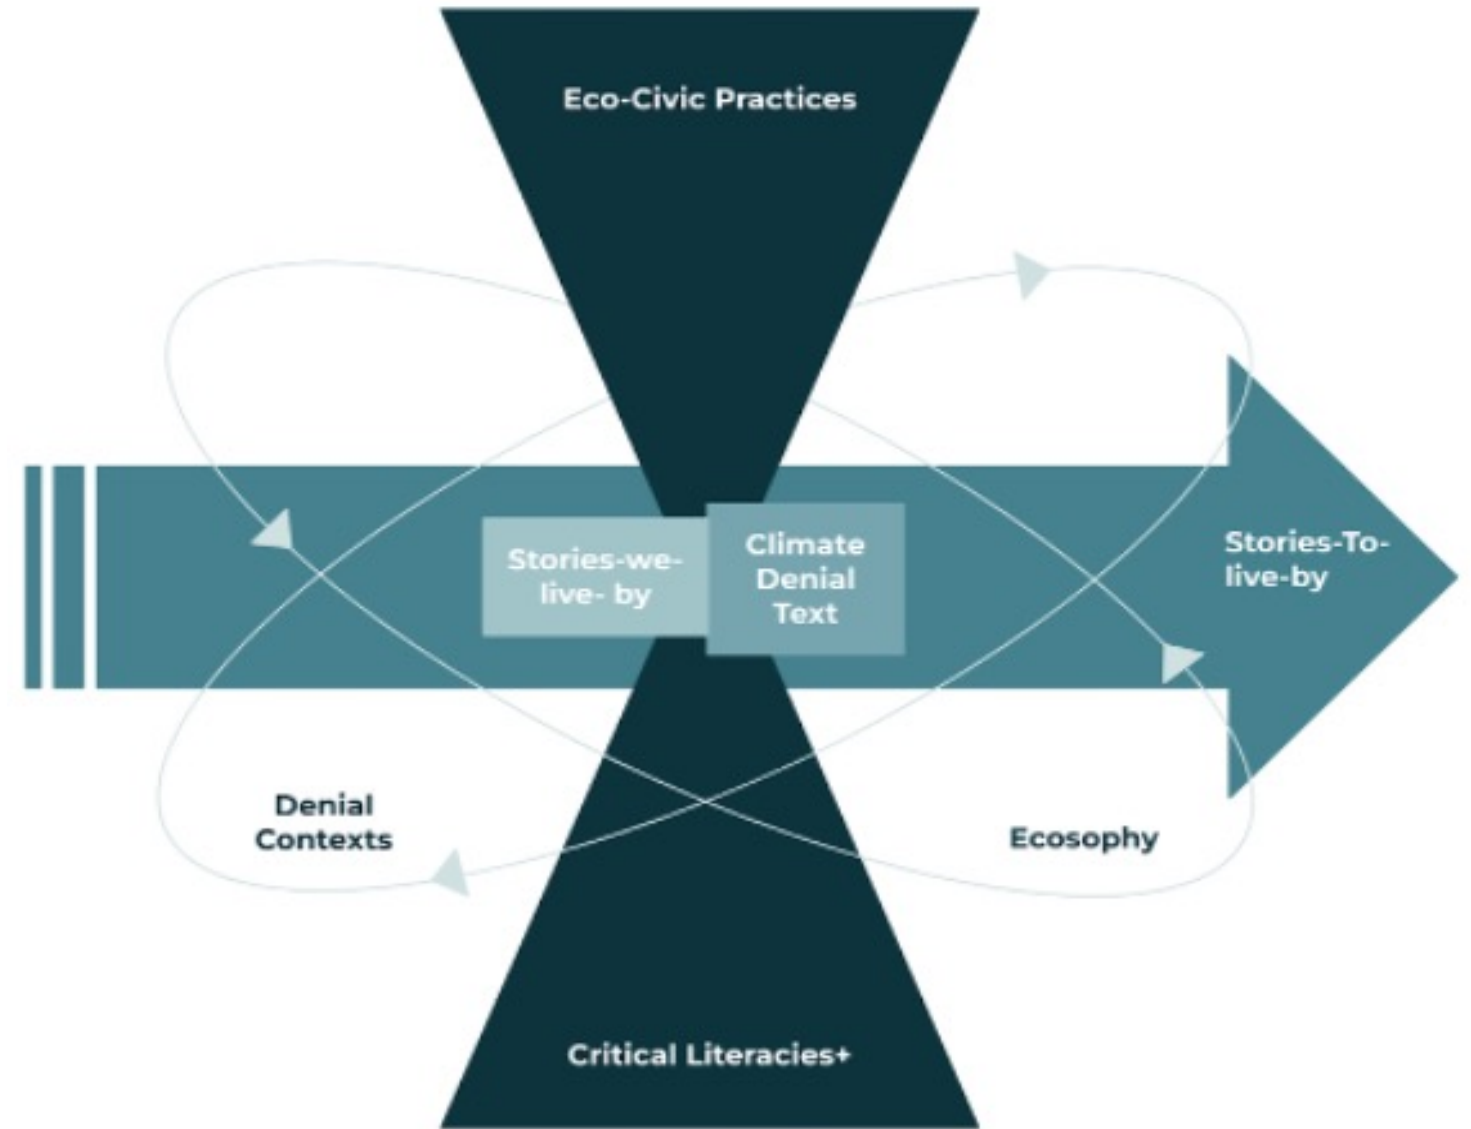 Eco-Civic Practices
Stories-we-
live- by
Climate
Denial
Text
Stories-To-
live-by
Denial
Contexts
Ecosophy
Critical Literacies+